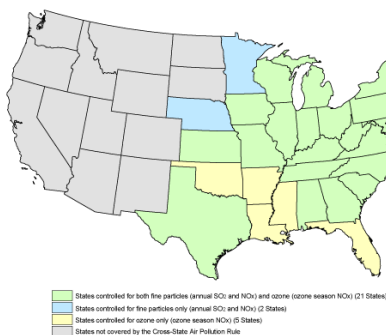 States controlled for both fine particles (annual SO₂ and NOx) and ozone (ozone season NOx) (21 States)
States controlled for fine particles only (annual SO₂ and NOx) (2 States)
States controlled for ozone only (ozone season NOx) (5 States)
States not covered by the Cross-State Air Pollution Rule